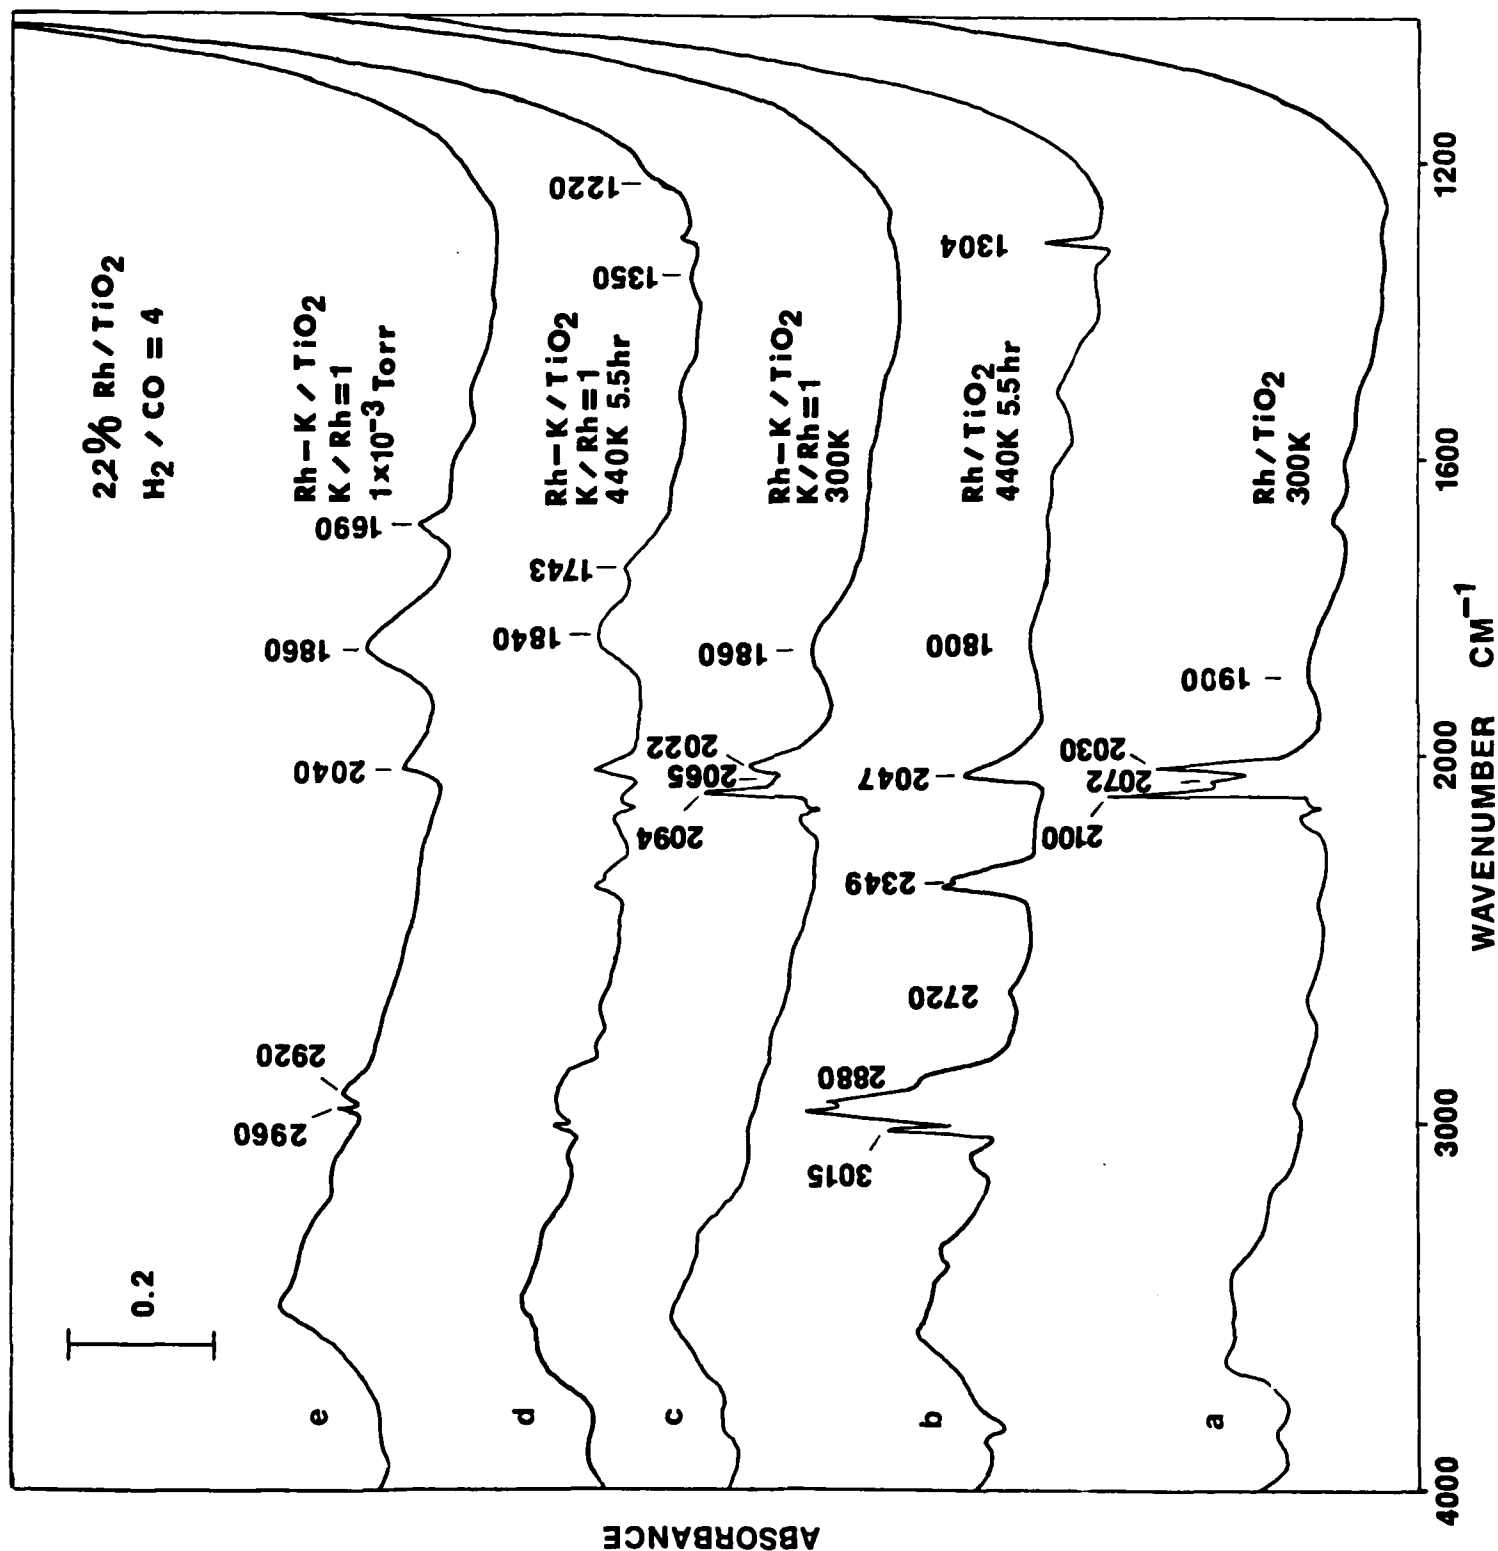 2.2% Rh/TiO2
H2/CO = 4
0.2
e
Rh-K/TiO2
K/Rh=1
1x10-3 Torr
2960
2920
2040
1860
1690
d
Rh-K/TiO2
K/Rh=1
440K 5.5hr
1840
1743
1350
1220
c
Rh-K/TiO2
K/Rh=1
300K
2094
2065
2022
1860
b
Rh/TiO2
440K 5.5hr
3015
2880
2720
2349
2047
1800
1304
a
Rh/TiO2
300K
2100
2072
2030
1900
4000
3000
2000
1600
1200
WAVENUMBER CM-1
ABSORBANCE